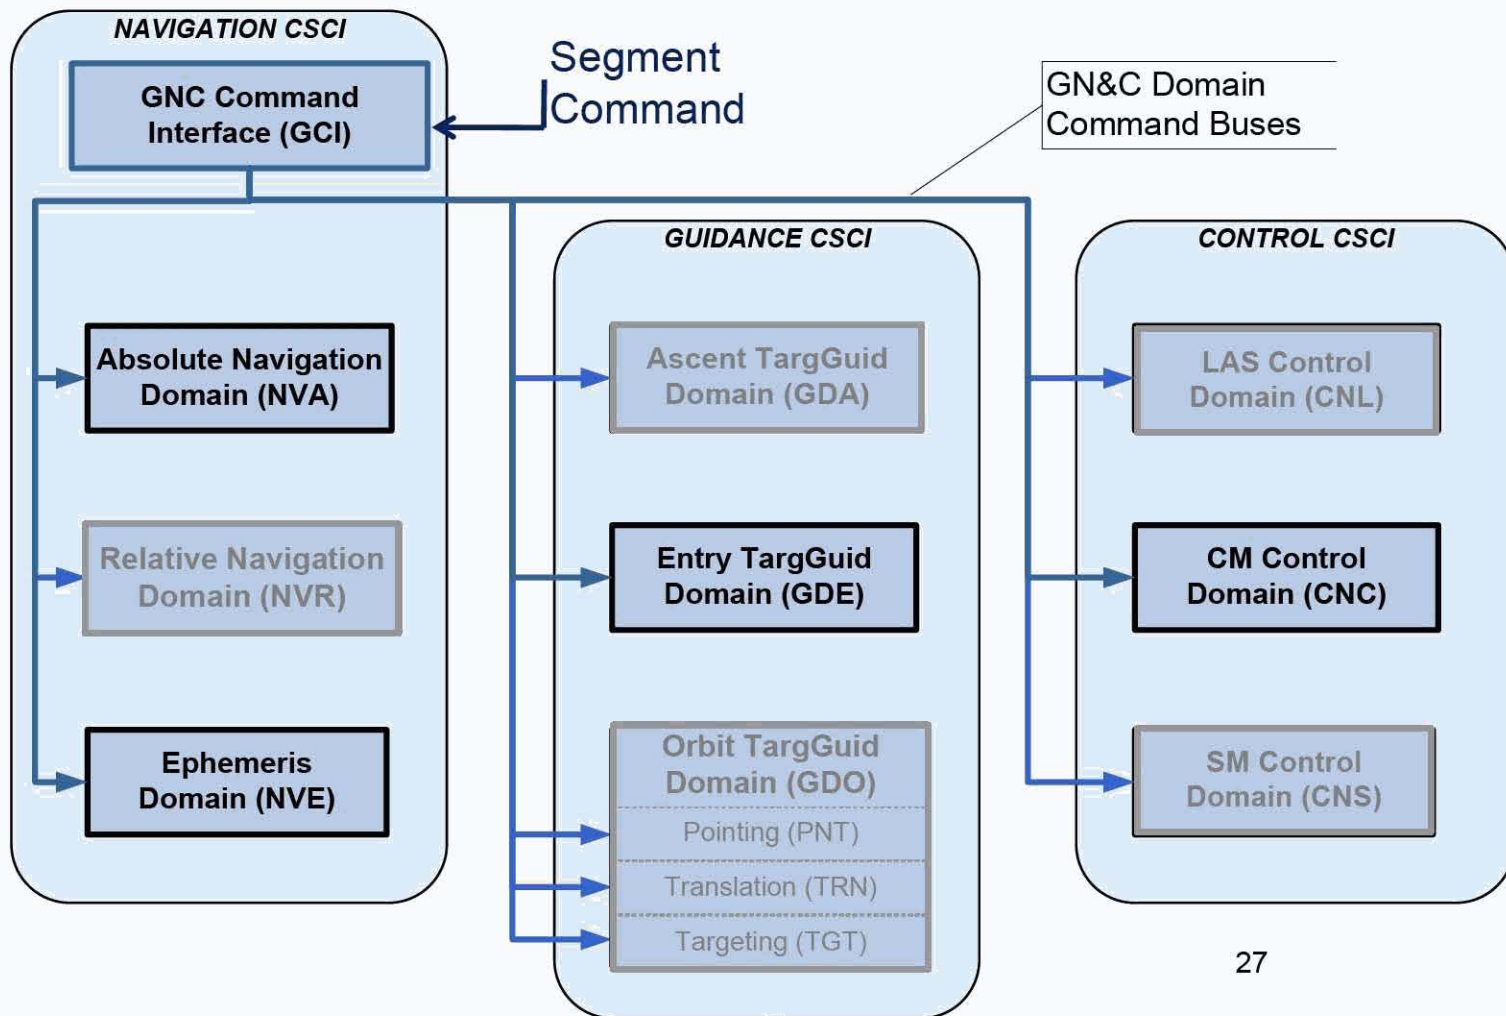 NAVIGATION CSCI
GNC Command
Interface (GCI)
Segment
Command
GN&C Domain
Command Buses
Absolute Navigation
Domain (NVA)
Relative Navigation
Domain (NVR)
Ephemeris
Domain (NVE)
GUIDANCE CSCI
Ascent TargGuid
Domain (GDA)
Entry TargGuid
Domain (GDE)
Orbit TargGuid
Domain (GDO)
Pointing (PNT)
Translation (TRN)
Targeting (TGT)
CONTROL CSCI
LAS Control
Domain (CNL)
CM Control
Domain (CNC)
SM Control
Domain (CNS)
27